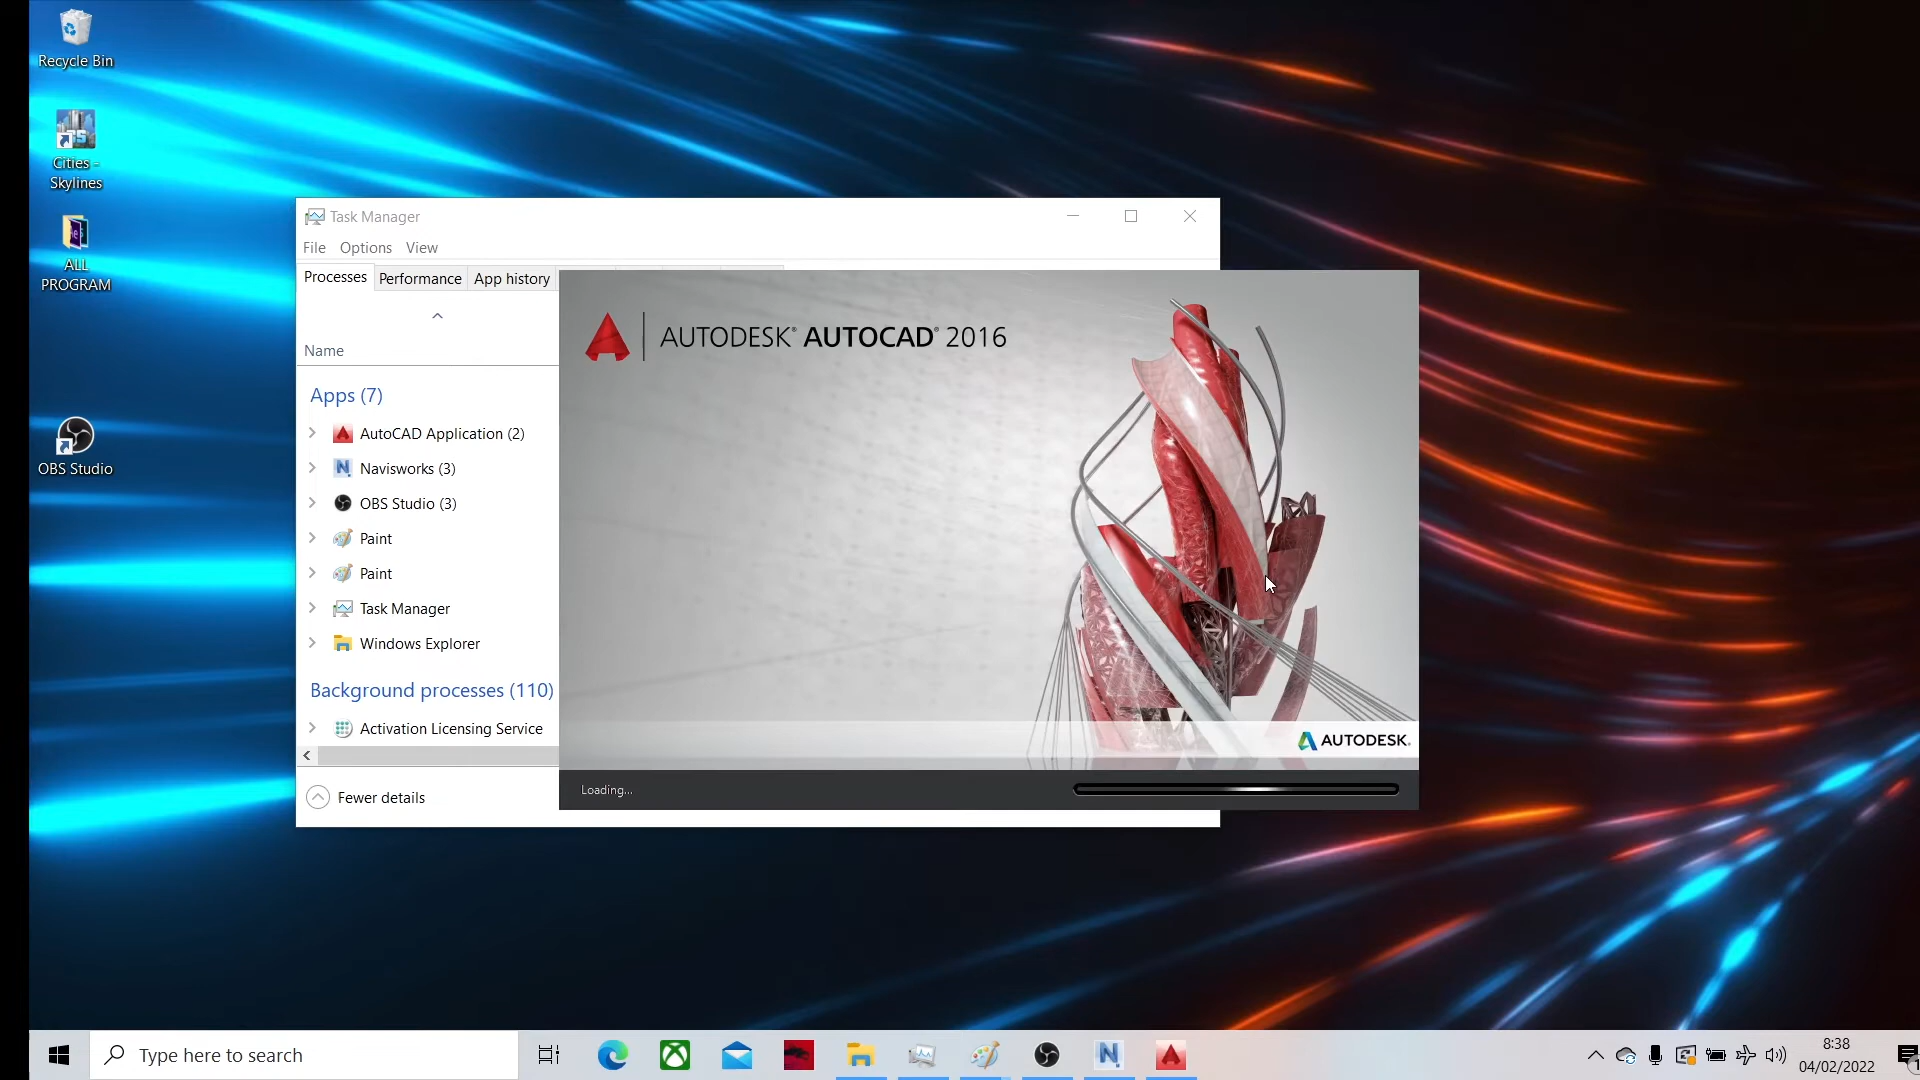 Recycle Bin
Cities -
Skylines
ALL
PROGRAM
OBS Studio
Task Manager
File Options View
Processes Performance App history
Name
Apps (7)
AutoCAD Application (2)
Navisworks (3)
OBS Studio (3)
Paint
Paint
Task Manager
Windows Explorer
Background processes (110)
Activation Licensing Service
Fewer details
AUTODESK® AUTOCAD® 2016
AUTODESK.
Loading...
Type here to search
8:38
04/02/2022